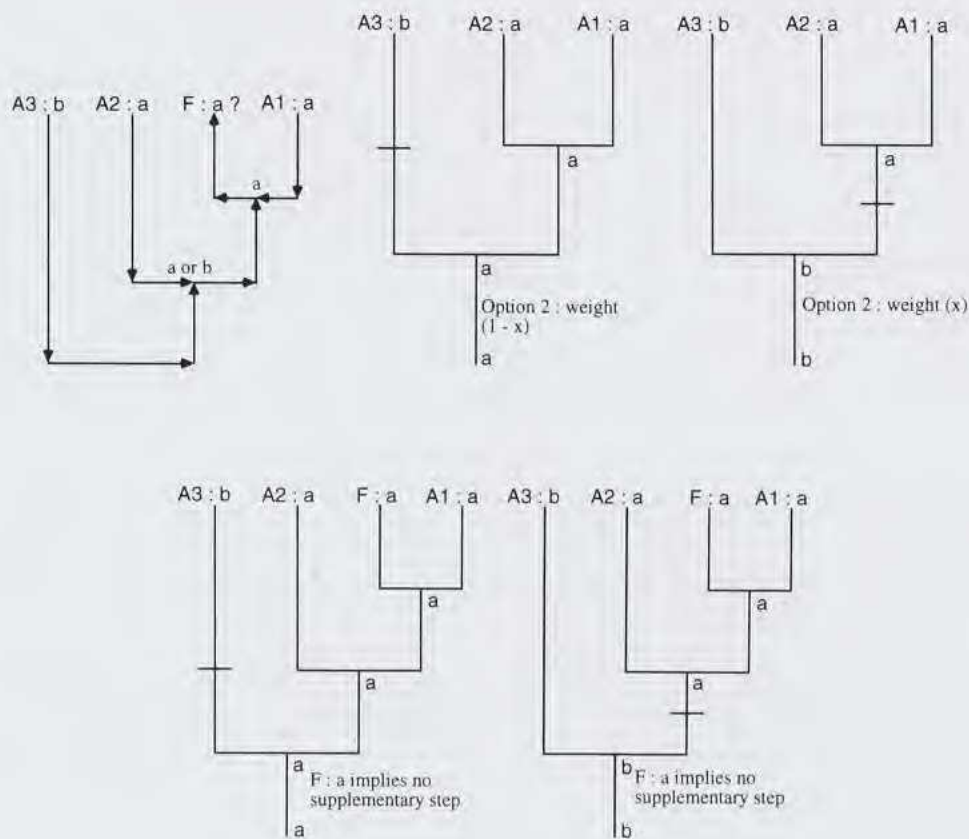 A3 : b A2 : a A1 : a A3 : b A2 : a A1 : a
A3 : b A2 : a F : a ? A1 : a
a
a a
a or b
a b
Option 2 : weight
(1 - x)
Option 2 : weight (x)
a b
A3 : b A2 : a F : a A1 : a A3 : b A2 : a F : a A1 : a
a a
a a
a b
F : a implies no
supplementary step
F : a implies no
supplementary step
a b